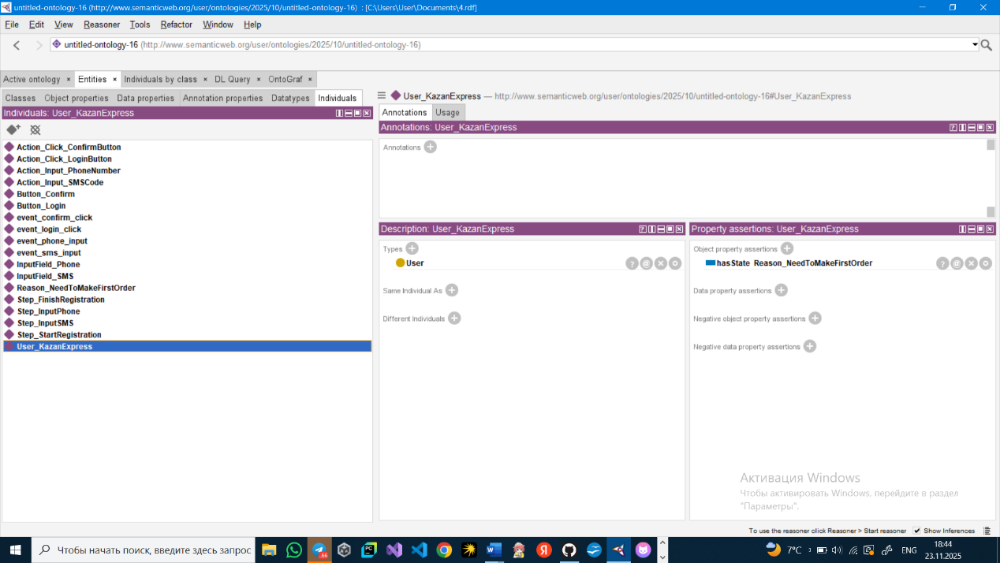 untitled-ontology-16 (http://www.semanticweb.org/user/ontologies/2025/10/untitled-ontology-16) : [C:\Users\User\Documents\4.rdf]
File Edit View Reasoner Tools Refactor Window Help
untitled-ontology-16 (http://www.semanticweb.org/user/ontologies/2025/10/untitled-ontology-16)
Active ontology × Entities × Individuals by class × DL Query × OntoGraf ×
Classes Object properties Data properties Annotation properties Datatypes Individuals
Individuals: User_KazanExpress
Action_Click_ConfirmButton
Action_Click_LoginButton
Action_Input_PhoneNumber
Action_Input_SMSCode
Button_Confirm
Button_Login
event_confirm_click
event_login_click
event_phone_input
event_sms_input
InputField_Phone
InputField_SMS
Reason_NeedToMakeFirstOrder
Step_FinishRegistration
Step_InputPhone
Step_InputSMS
Step_StartRegistration
User_KazanExpress
User_KazanExpress — http://www.semanticweb.org/user/ontologies/2025/10/untitled-ontology-16#User_KazanExpress
Annotations Usage
Annotations: User_KazanExpress
Annotations
Description: User_KazanExpress
Types
User
Same Individual As
Different Individuals
Property assertions: User_KazanExpress
Object property assertions
hasState Reason_NeedToMakeFirstOrder
Data property assertions
Negative object property assertions
Negative data property assertions
Активация Windows
Чтобы активировать Windows, перейдите в раздел
"Параметры".
To use the reasoner click Reasoner > Start reasoner Show Inferences
Чтобы начать поиск, введите здесь запрос
.66
PC
Я
7°C
ENG
18:44
23.11.2025